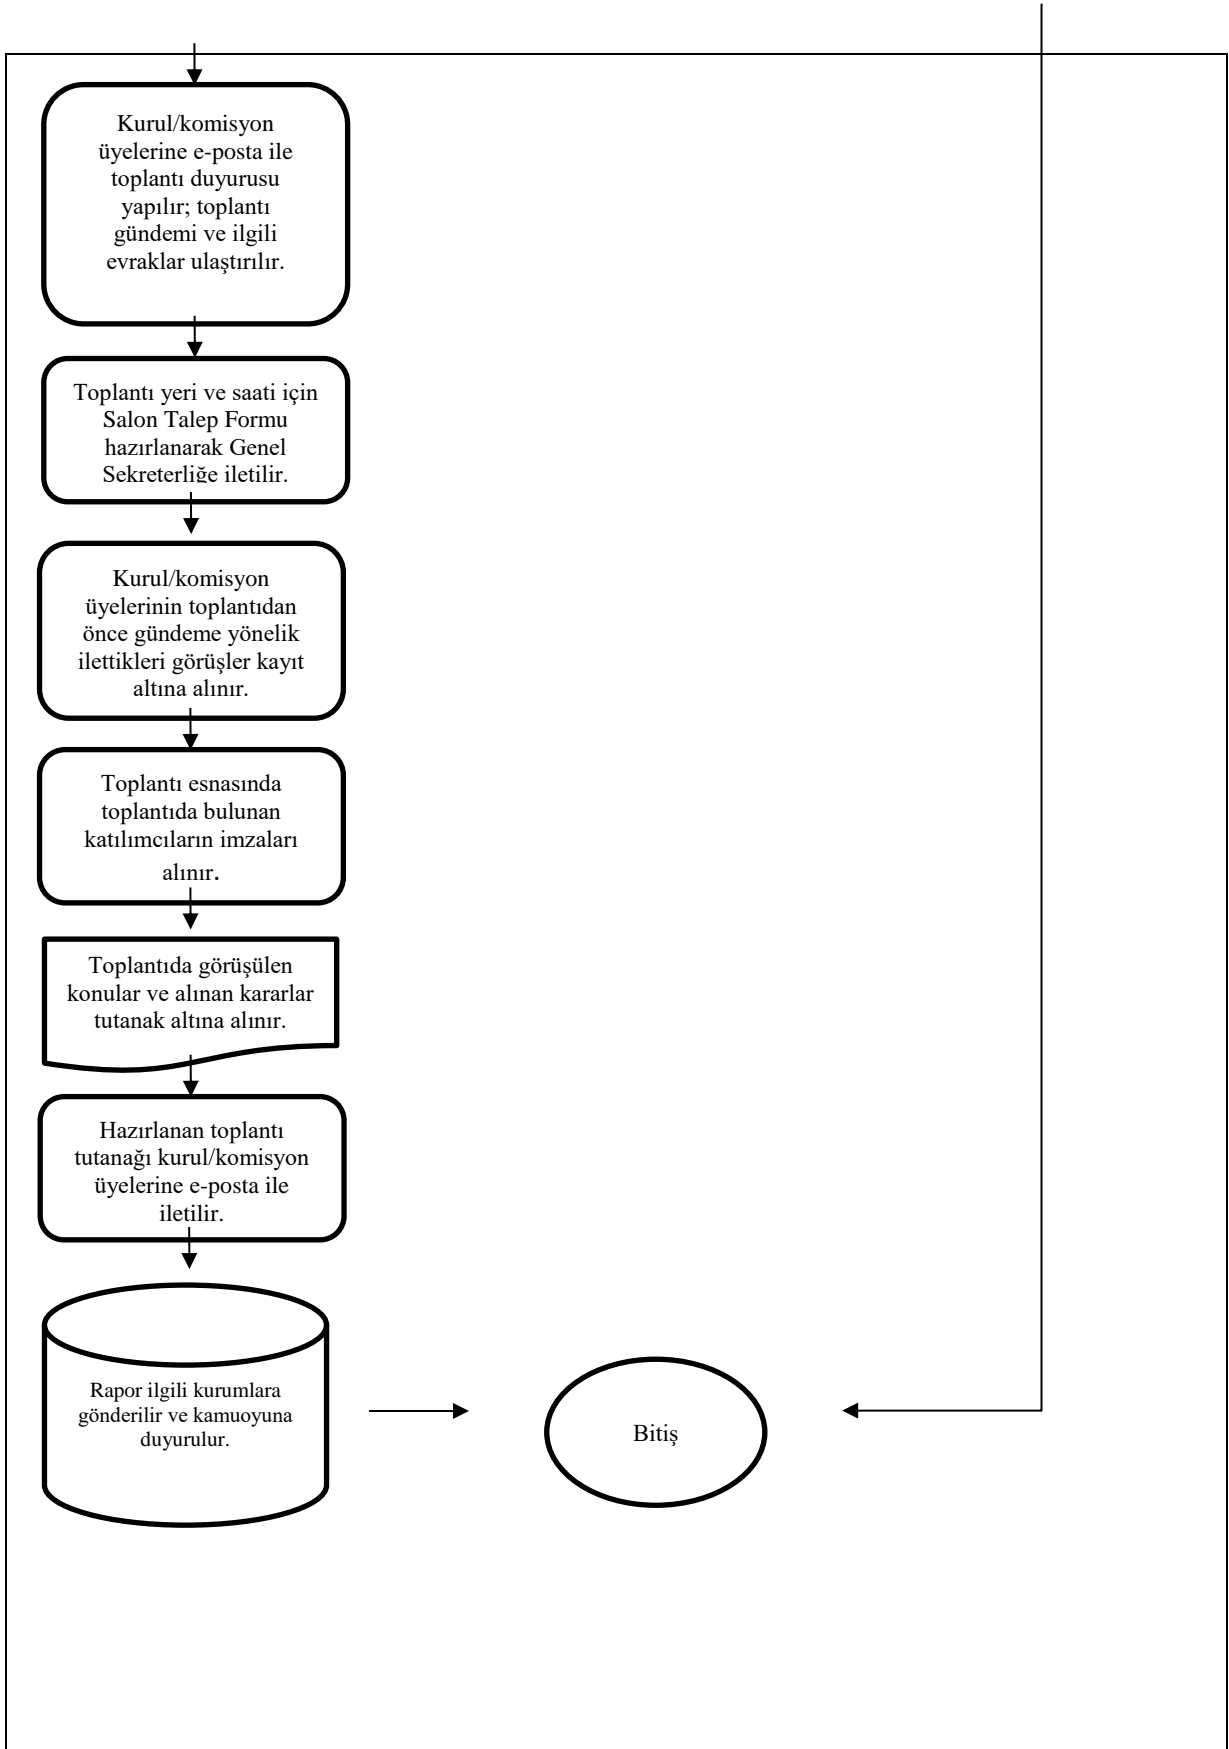 Kurul/komisyon
üyelerine e-posta ile
toplantı duyurusu
yapılır; toplantı
gündemi ve ilgili
evraklar ulaştırılır.
Toplantı yeri ve saati için
Salon Talep Formu
hazırlanarak Genel
Sekreterliğe iletilir.
Kurul/komisyon
üyelerinin toplantıdan
önce gündeme yönelik
ilettikleri görüşler kayıt
altına alınır.
Toplantı esnasında
toplantıda bulunan
katılımcıların imzaları
alınır.
Toplantıda görüşülen
konular ve alınan kararlar
tutanak altına alınır.
Hazırlanan toplantı
tutanağı kurul/komisyon
üyelerine e-posta ile
iletilir.
Rapor ilgili kurumlara
gönderilir ve kamuoyuna
duyurulur.
Bitiş